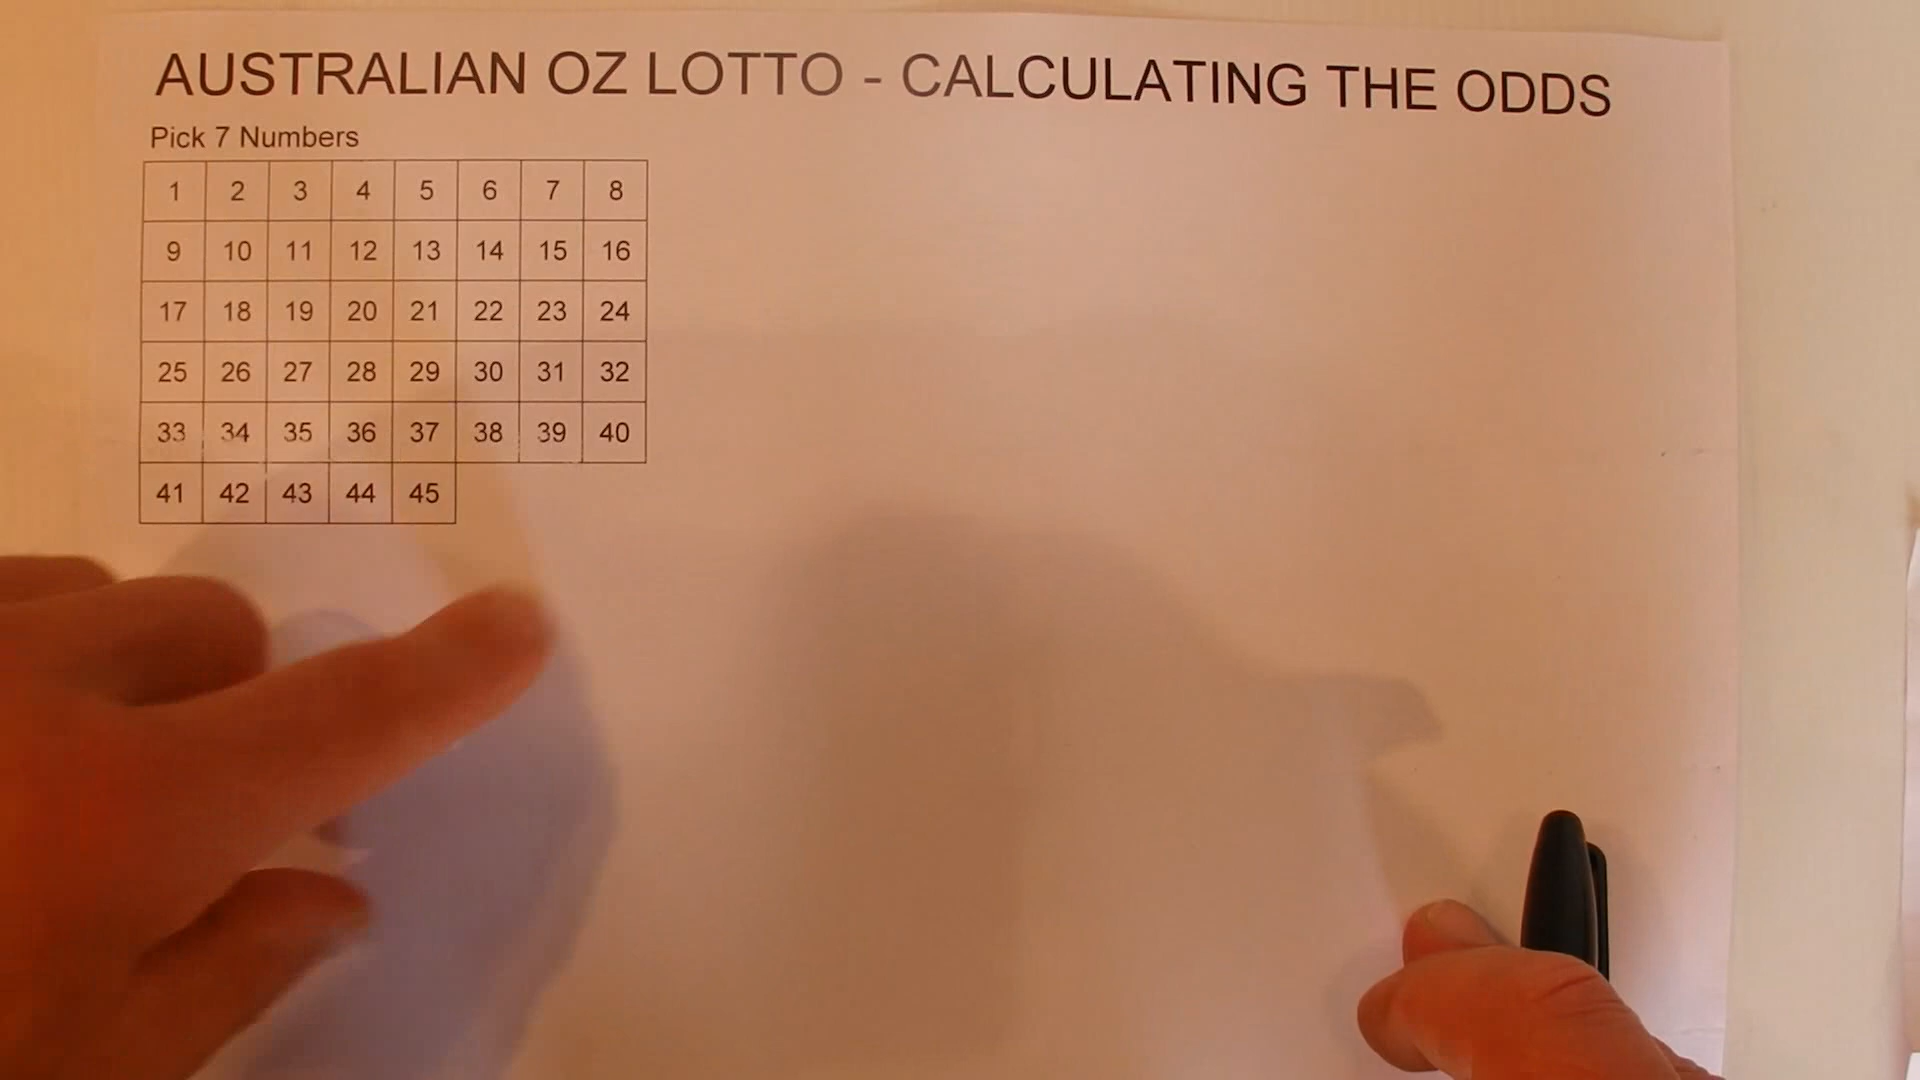 AUSTRALIAN OZ LOTTO - CALCULATING THE ODDS
Pick 7 Numbers
1 2 3 4 5 6 7 8
9 10 11 12 13 14 15 16
17 18 19 20 21 22 23 24
25 26 27 28 29 30 31 32
33 34 35 36 37 38 39 40
41 42 43 44 45